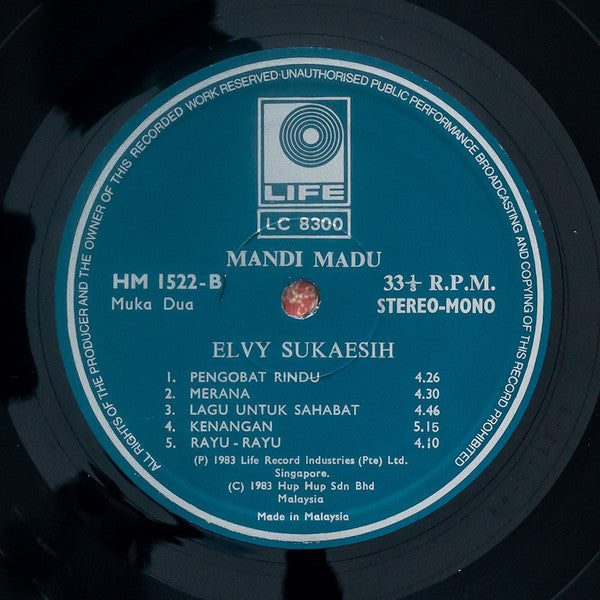 ALL RIGHTS OF THE PRODUCER AND THE OWNER OF THIS RECORDED WORK RESERVED·UNAUTHORISED PUBLIC PERFORMANCE BROADCASTING AND COPYING OF THIS RECORD PROHIBITED
LIFE
LC 8300
MANDI MADU
HM 1522-B
33⅓ R.P.M.
Muka Dua
STEREO-MONO
ELVY SUKAESIH
1. PENGOBAT RINDU 4.26
2. MERANA 4.30
3. LAGU UNTUK SAHABAT 4.46
4. KENANGAN 5.15
5. RAYU-RAYU 4.10
(P) 1983 Life Record Industries (Pte) Ltd.
Singapore.
(C) 1983 Hup Hup Sdn Bhd
Malaysia
Made in Malaysia